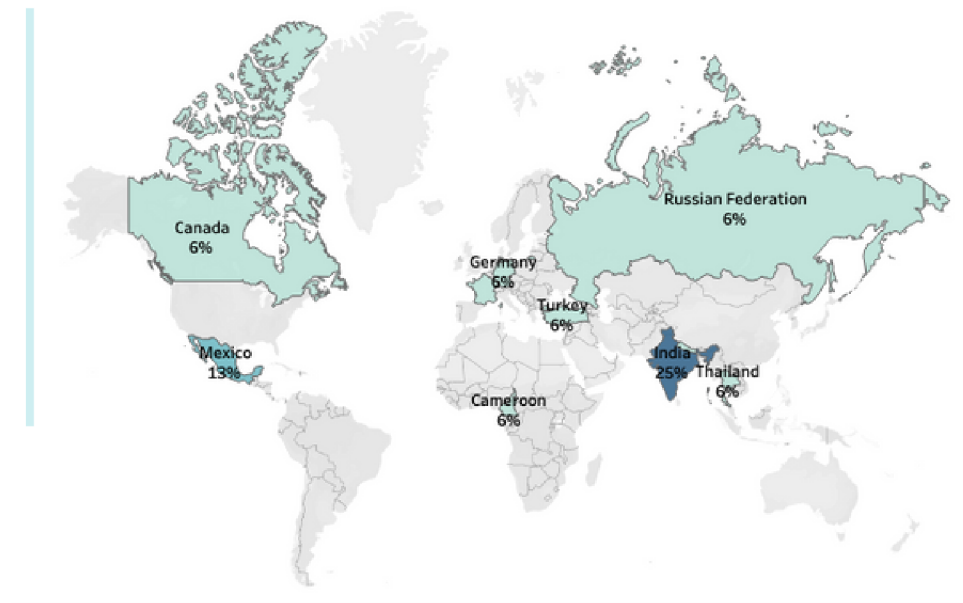 Canada
6%
Russian Federation
6%
Germany
6%
Turkey
6%
Mexico
13%
India
25%
Thailand
6%
Cameroon
6%